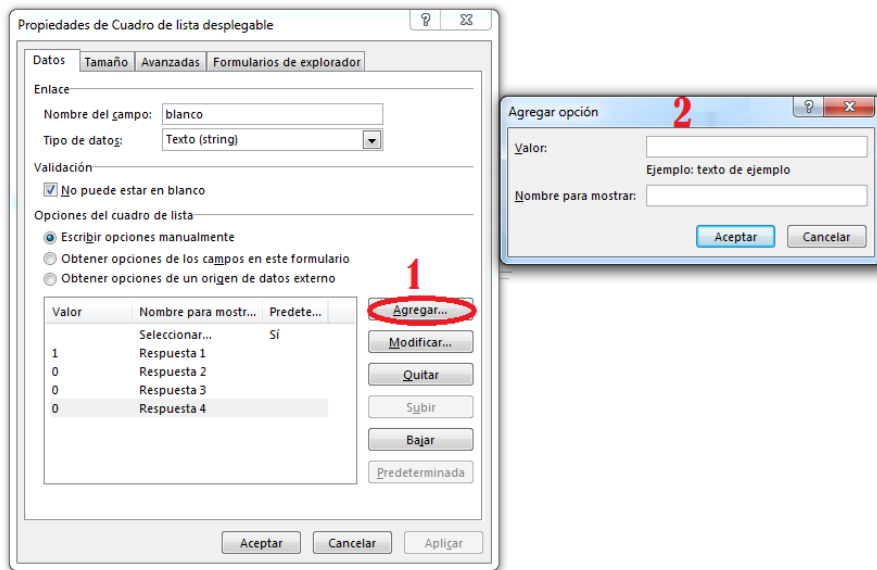 Propiedades de Cuadro de lista desplegable
Datos Tamaño Avanzadas Formularios de explorador
Enlace
Nombre del campo: blanco
Tipo de datos: Texto (string)
Validación
No puede estar en blanco
Opciones del cuadro de lista
Escribir opciones manualmente
Obtener opciones de los campos en este formulario
Obtener opciones de un origen de datos externo
1
Valor Nombre para mostr... Predete...
Seleccionar... Sí
1 Respuesta 1
0 Respuesta 2
0 Respuesta 3
0 Respuesta 4
Agregar...
Modificar...
Quitar
Subir
Bajar
Predeterminada
Aceptar Cancelar Aplicar
2
Agregar opción
Valor:
Ejemplo: texto de ejemplo
Nombre para mostrar:
Aceptar Cancelar